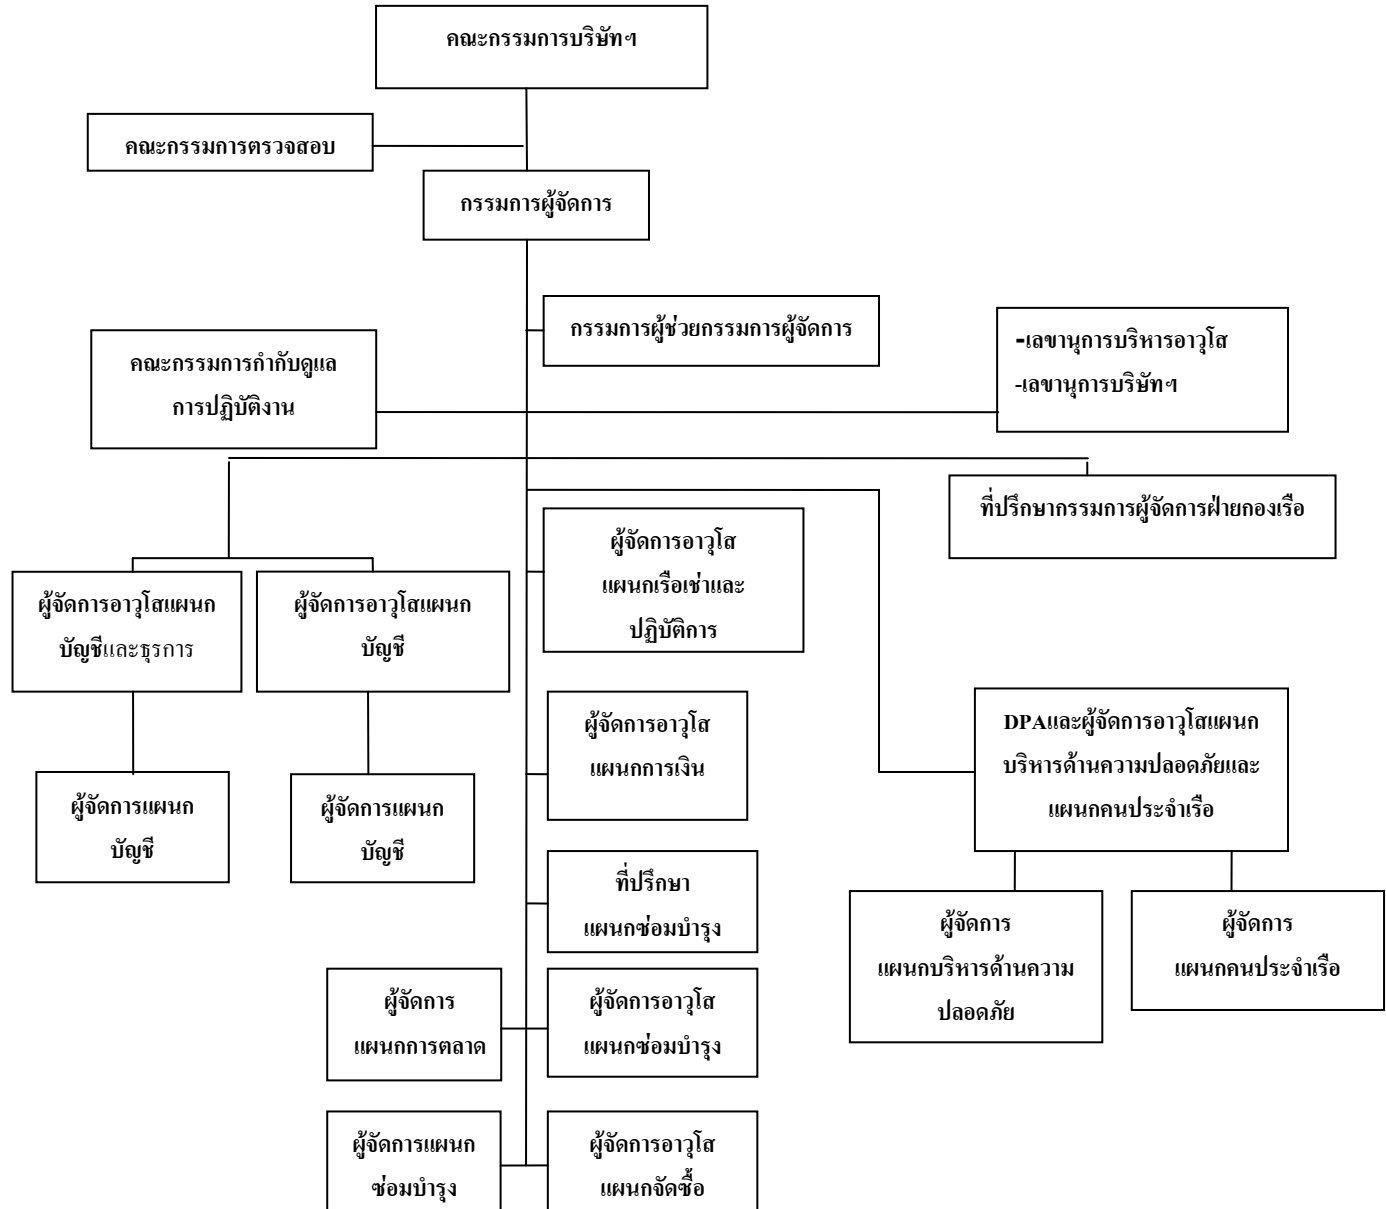 คณะกรรมการบริษัทฯ
คณะกรรมการตรวจสอบ
กรรมการผู้จัดการ
กรรมการผู้ช่วยกรรมการผู้จัดการ
คณะกรรมการกำกับดูแล
การปฏิบัติงาน
-เลขานุการบริหารอาวุโส
-เลขานุการบริษัทฯ
ที่ปรึกษากรรมการผู้จัดการฝ่ายกองเรือ
ผู้จัดการอาวุโส
แผนกเรือเช่าและ
ปฏิบัติการ
ผู้จัดการอาวุโสแผนก
บัญชีและธุรการ
ผู้จัดการอาวุโสแผนก
บัญชี
ผู้จัดการอาวุโส
แผนกการเงิน
DPAและผู้จัดการอาวุโสแผนก
บริหารด้านความปลอดภัยและ
แผนกคนประจำเรือ
ผู้จัดการแผนก
บัญชี
ผู้จัดการแผนก
บัญชี
ที่ปรึกษา
แผนกซ่อมบำรุง
ผู้จัดการ
แผนกบริหารด้านความ
ปลอดภัย
ผู้จัดการ
แผนกคนประจำเรือ
ผู้จัดการ
แผนกการตลาด
ผู้จัดการอาวุโส
แผนกซ่อมบำรุง
ผู้จัดการแผนก
ซ่อมบำรุง
ผู้จัดการอาวุโส
แผนกจัดซื้อ